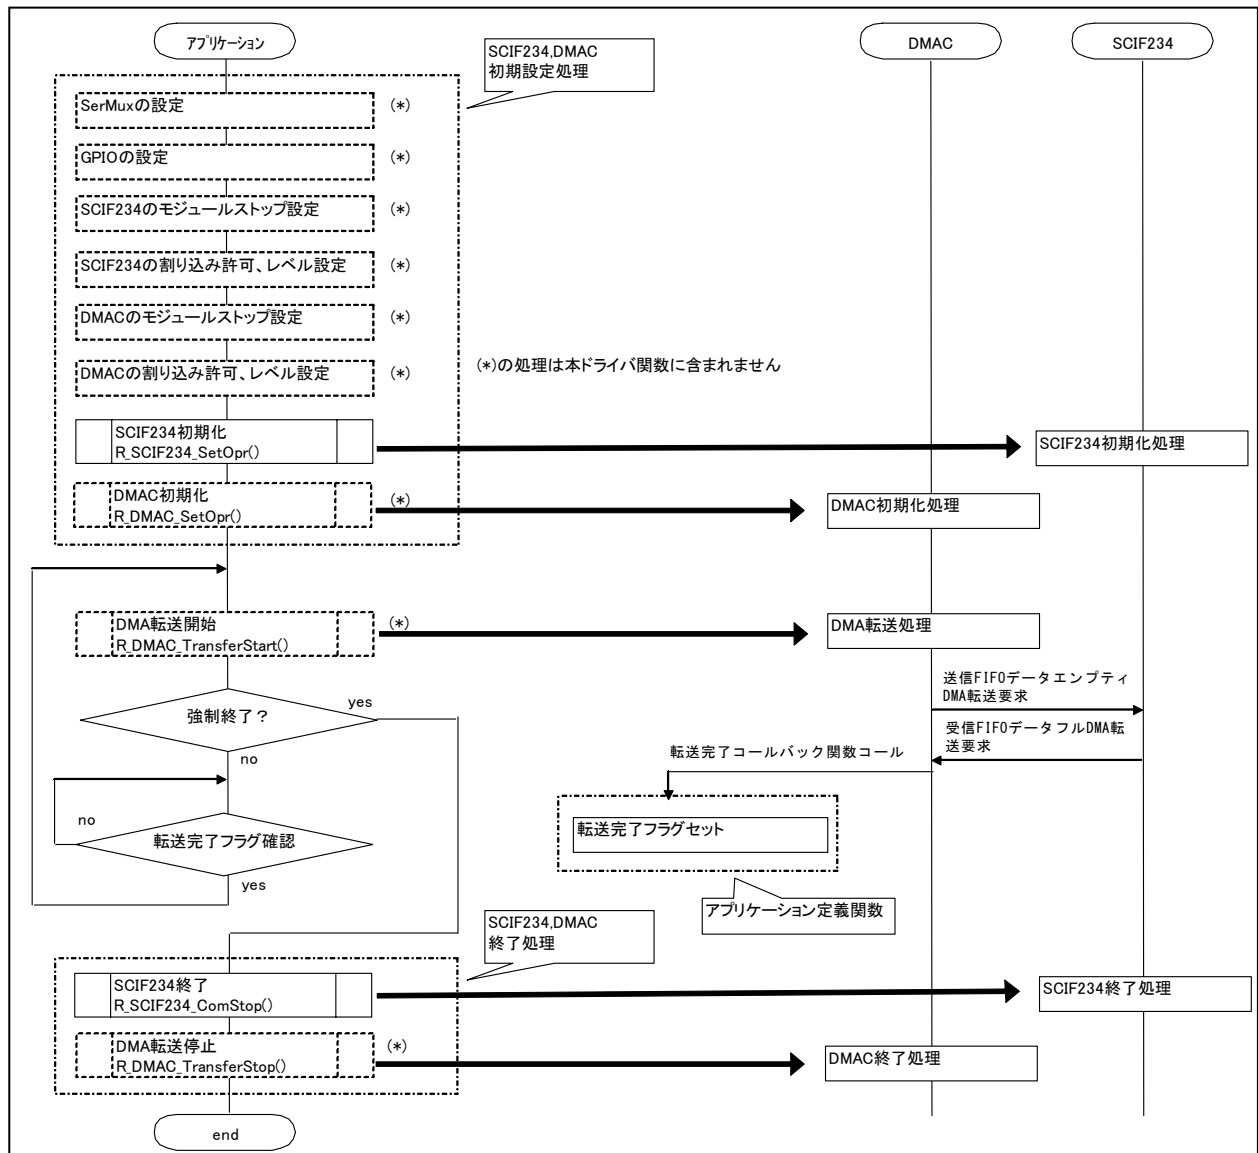 アプリケーション
SCIF234,DMAC
初期設定処理
DMAC
SCIF234
SerMuxの設定
(*)
GPIOの設定
(*)
SCIF234のモジュールストップ設定
(*)
SCIF234の割り込み許可、レベル設定
(*)
DMACのモジュールストップ設定
(*)
DMACの割り込み許可、レベル設定
(*)
(*)の処理は本ドライバ関数に含まれません
SCIF234初期化
R_SCIF234_SetOpr()
SCIF234初期化処理
DMAC初期化
R_DMAC_SetOpr()
(*)
DMAC初期化処理
DMA転送開始
R_DMAC_TransferStart()
(*)
DMA転送処理
送信FIFOデータエンプティ
DMA転送要求
強制終了？
yes
no
受信FIFOデータフルDMA転
送要求
転送完了コールバック関数コール
転送完了フラグセット
no
転送完了フラグ確認
yes
アプリケーション定義関数
SCIF234,DMAC
終了処理
SCIF234終了
R_SCIF234_ComStop()
SCIF234終了処理
DMA転送停止
R_DMAC_TransferStop()
(*)
DMAC終了処理
end